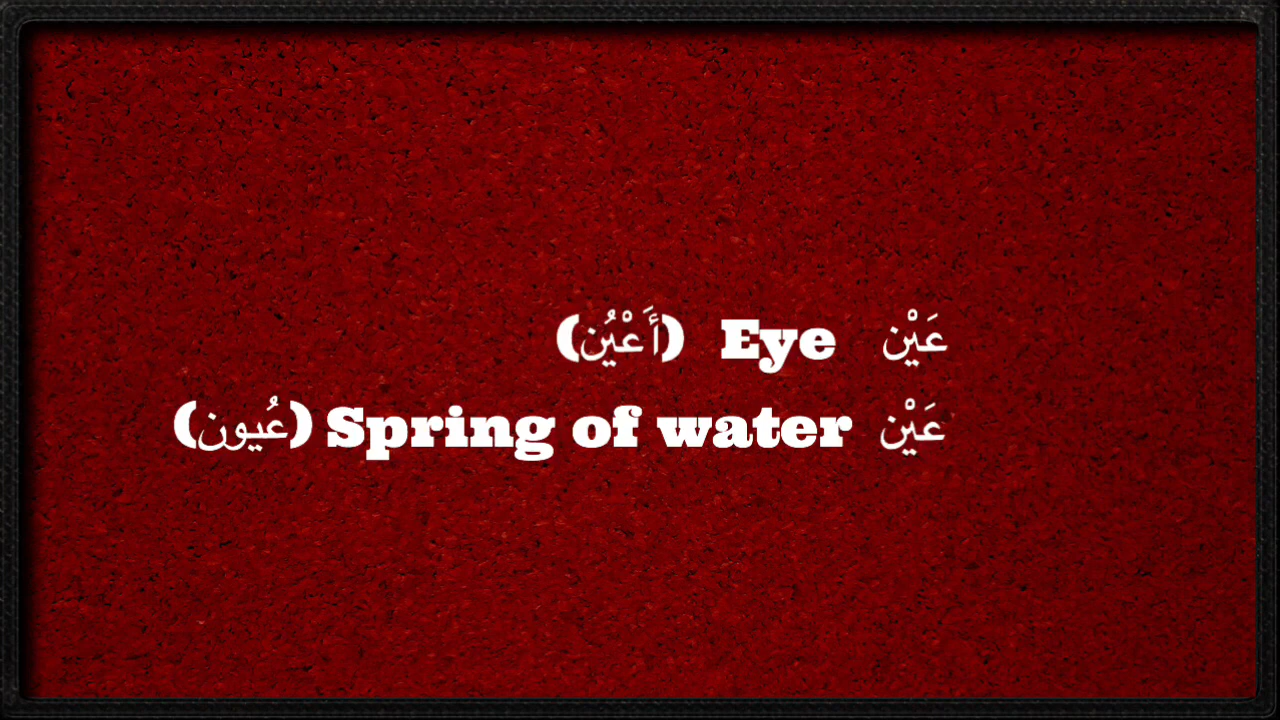 عَيْن Eye (أَعْيُن)
عَيْن Spring of water (عُيون)